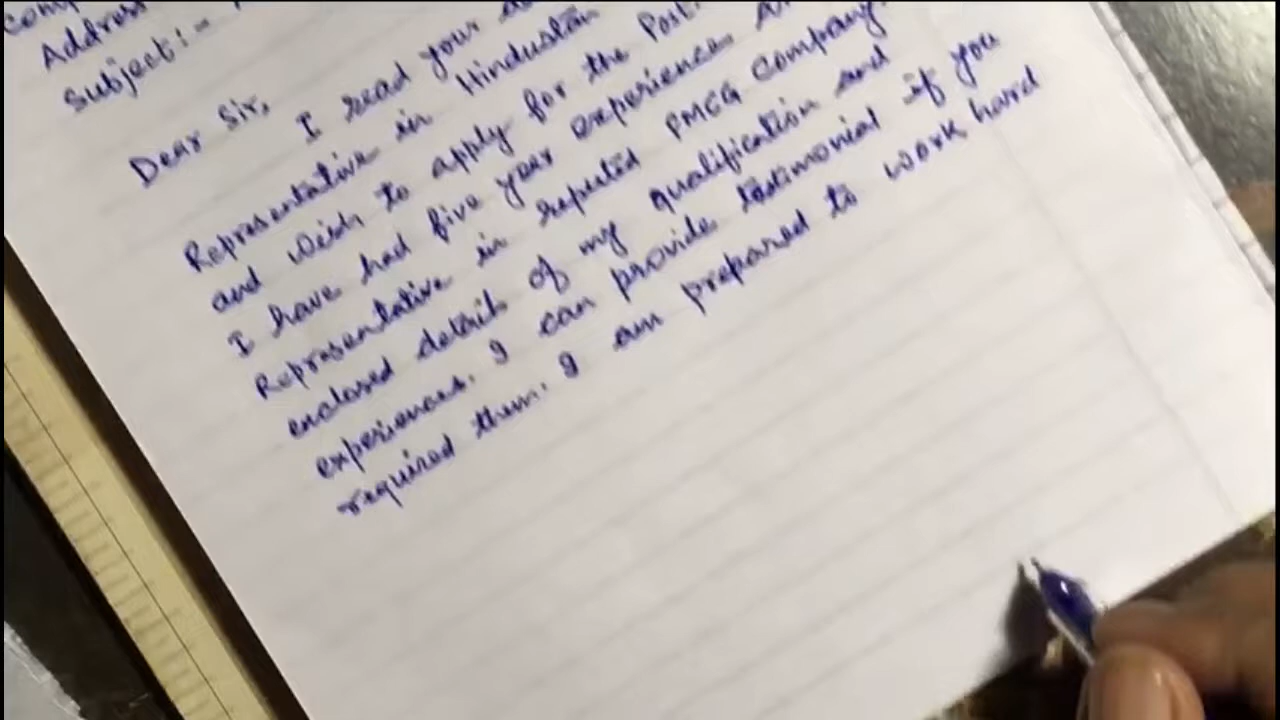 Address
Subject:-
Dear Sir,
I read your
Representative in Hindustan
and wish to apply for the Post.
I have had five year experience
Representative in reputed FMCG Company.
enclosed details of my qualification and
experiences. I can provide testimonial if you
required them. I am prepared to work hard